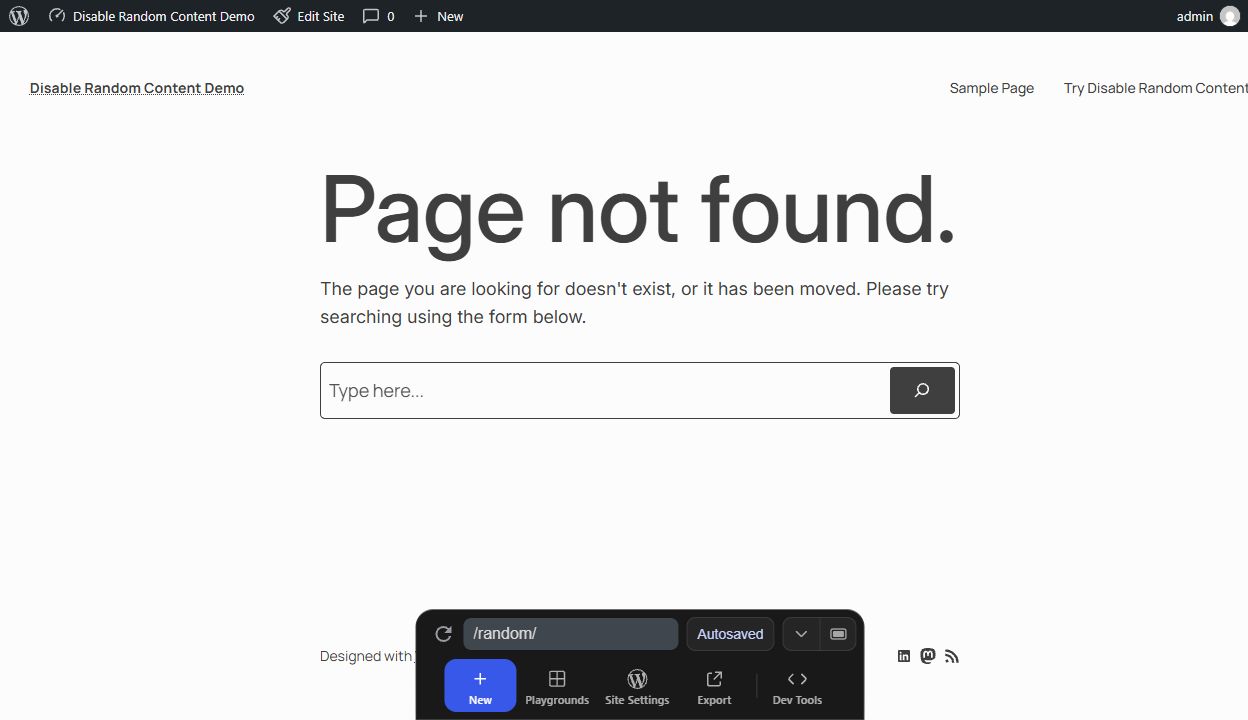 Disable Random Content Demo
Edit Site
0
New
admin
Disable Random Content Demo
Sample Page
Try Disable Random Content
Page not found.
The page you are looking for doesn't exist, or it has been moved. Please try
searching using the form below.
Type here...
Designed with
/random/
Autosaved
New
Playgrounds
Site Settings
Export
Dev Tools